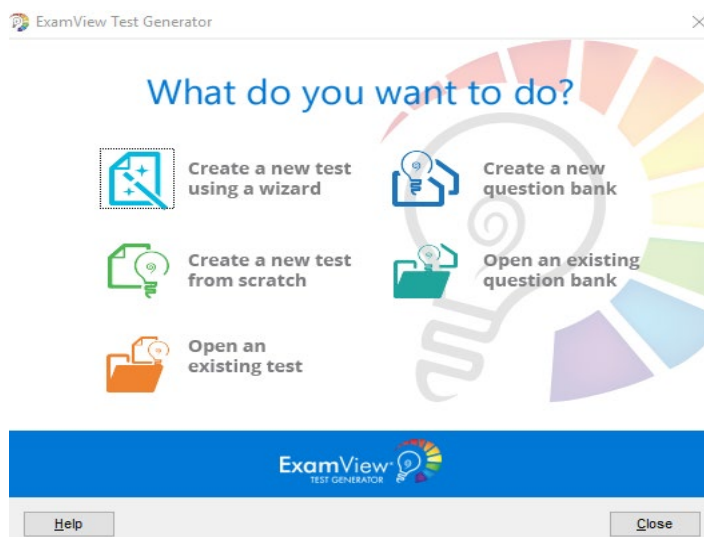 ExamView Test Generator
What do you want to do?
Create a new test
using a wizard
Create a new
question bank
Create a new test
from scratch
Open an existing
question bank
Open an
existing test
ExamView®
TEST GENERATOR
Help
Close